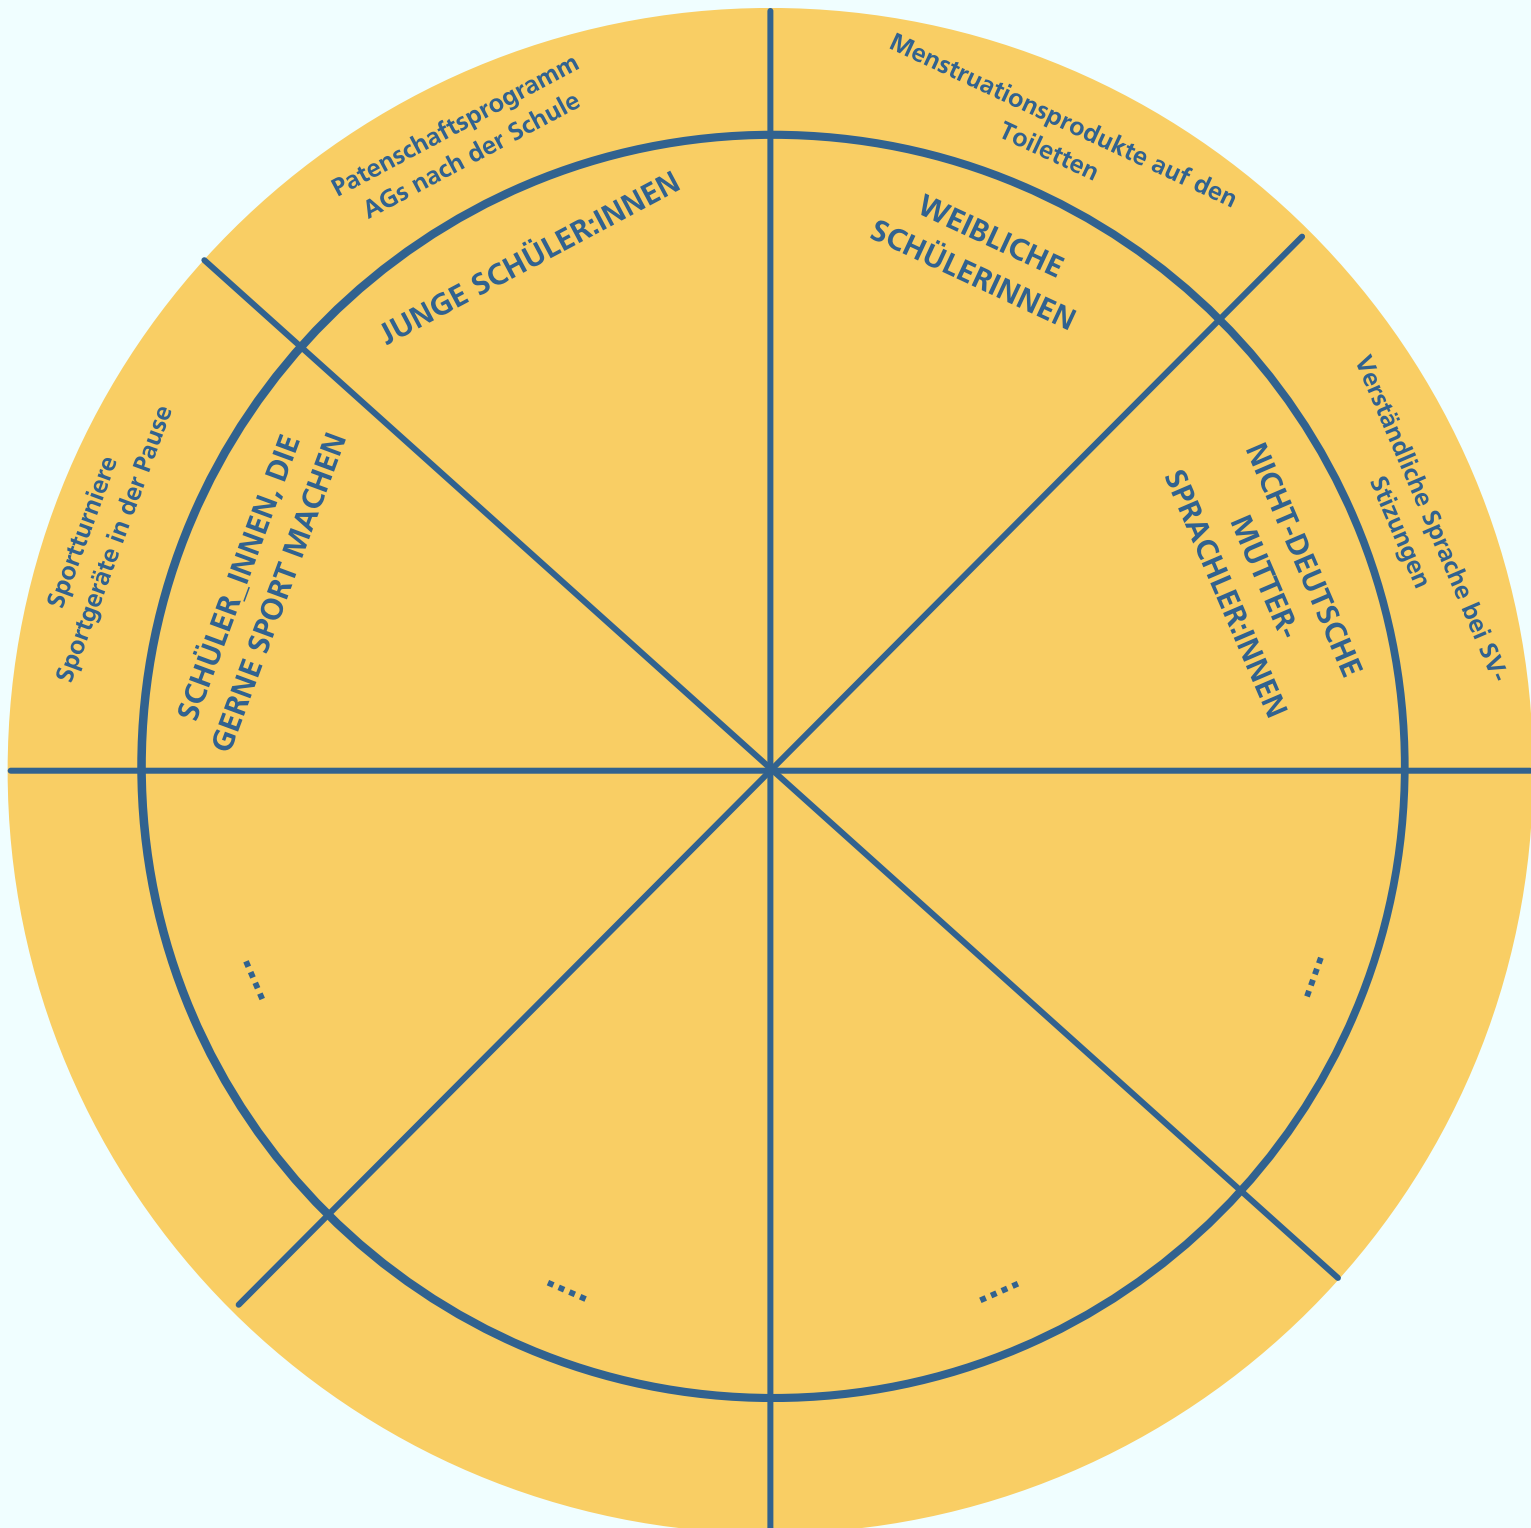 Patenschaftsprogramm
AGs nach der Schule
JUNGE SCHÜLER:INNEN
Menstruationsprodukte auf den
Toiletten
WEIBLICHE
SCHÜLERINNEN
Verständliche Sprache bei SV-
Stizungen
NICHT-DEUTSCHE
MUTTER-
SPRACHLER:INNEN
Sportturniere
Sportgeräte in der Pause
SCHÜLER_INNEN, DIE
GERNE SPORT MACHEN
....
....
....
....